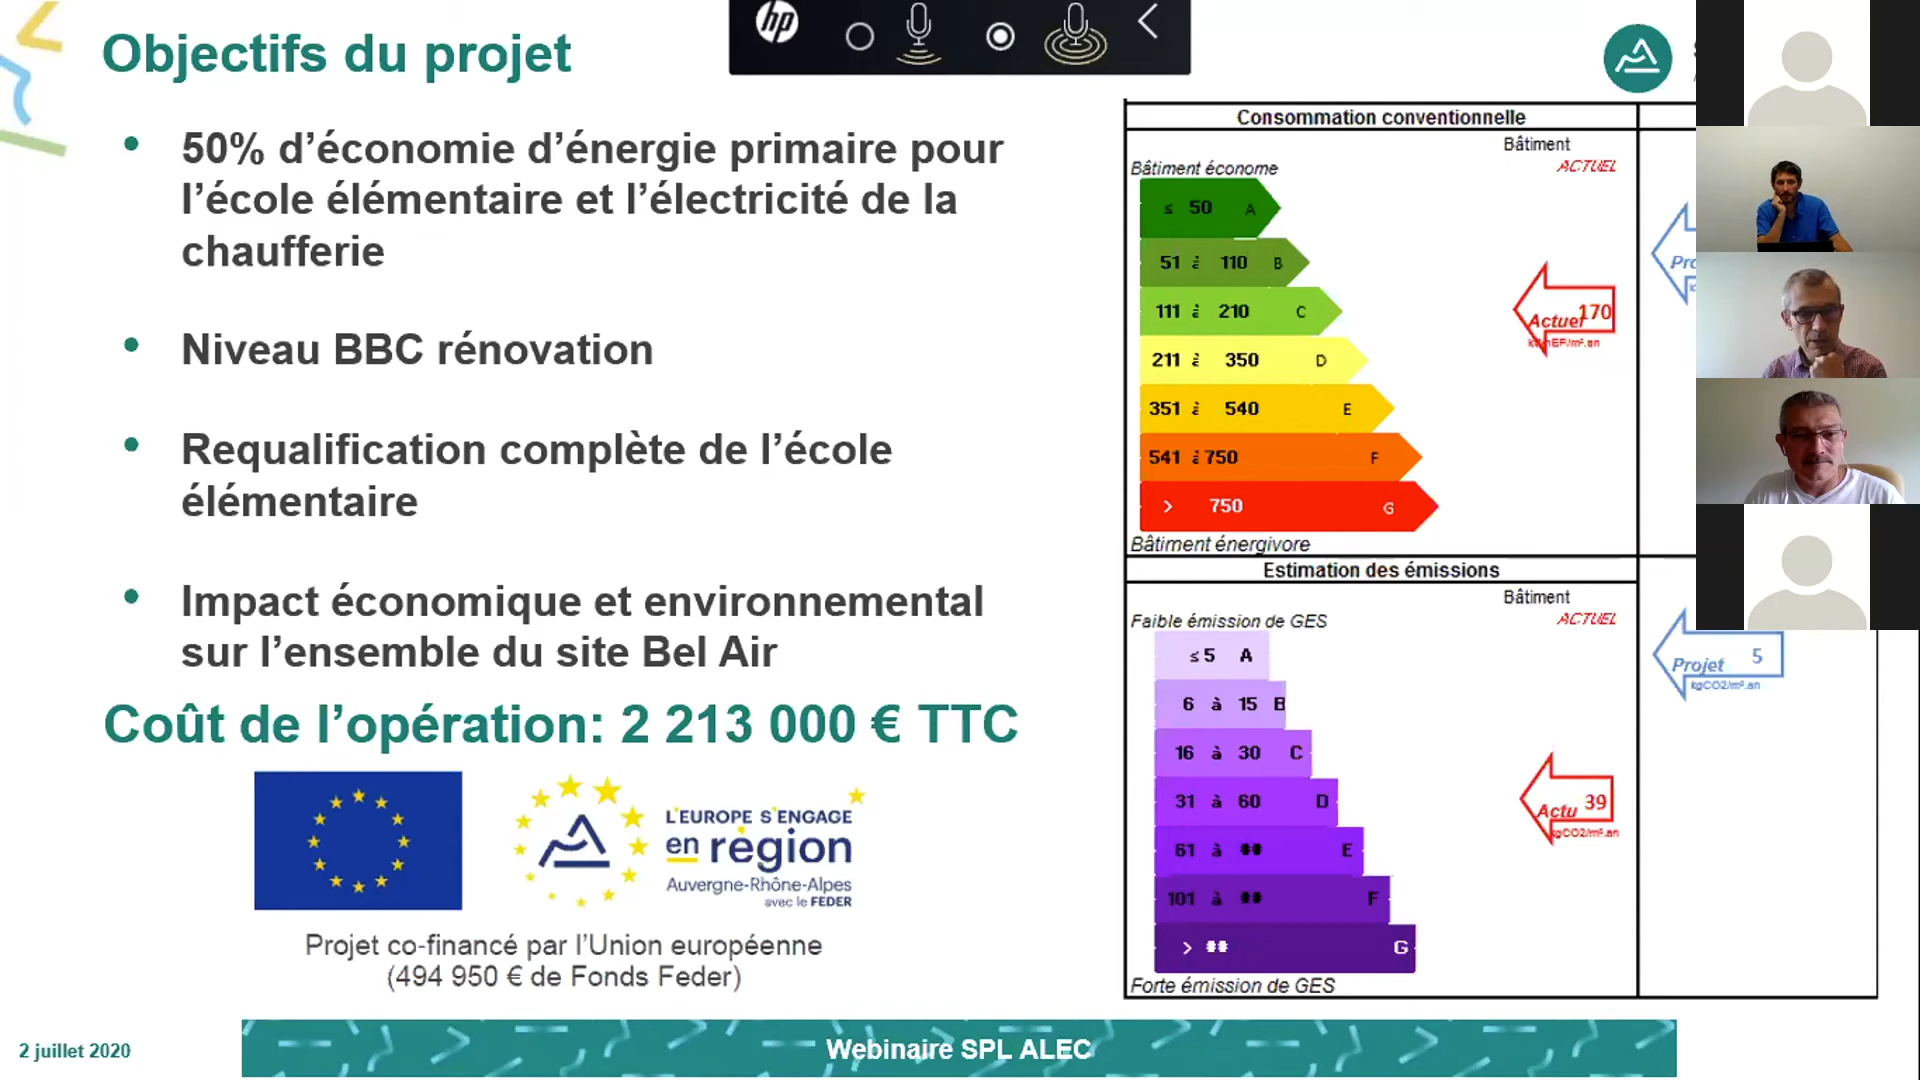 Objectifs du projet
hp
• 50% d’économie d’énergie primaire pour
l’école élémentaire et l’électricité de la
chaufferie
• Niveau BBC rénovation
• Requalification complète de l’école
élémentaire
• Impact économique et environnemental
sur l’ensemble du site Bel Air
Coût de l’opération: 2 213 000 € TTC
L'EUROPE S'ENGAGE
en région
Auvergne-Rhône-Alpes
avec le FEDER
Projet co-financé par l’Union européenne
(494 950 € de Fonds Feder)
Consommation conventionnelle
Bâtiment
ACTUEL
Bâtiment économe
≤ 50 A
51 à 110 B
111 à 210 C
211 à 350 D
351 à 540 E
541 à 750 F
> 750 G
Bâtiment énergivore
Actuel 170
Estimation des émissions
Bâtiment
ACTUEL
Faible émission de GES
≤ 5 A
6 à 15 B
16 à 30 C
31 à 60 D
61 à ## E
101 à ## F
> ## G
Forte émission de GES
Actu 39
kgCO2/m².an
Projet 5
kgCO2/m².an
2 juillet 2020
Webinaire SPL ALEC